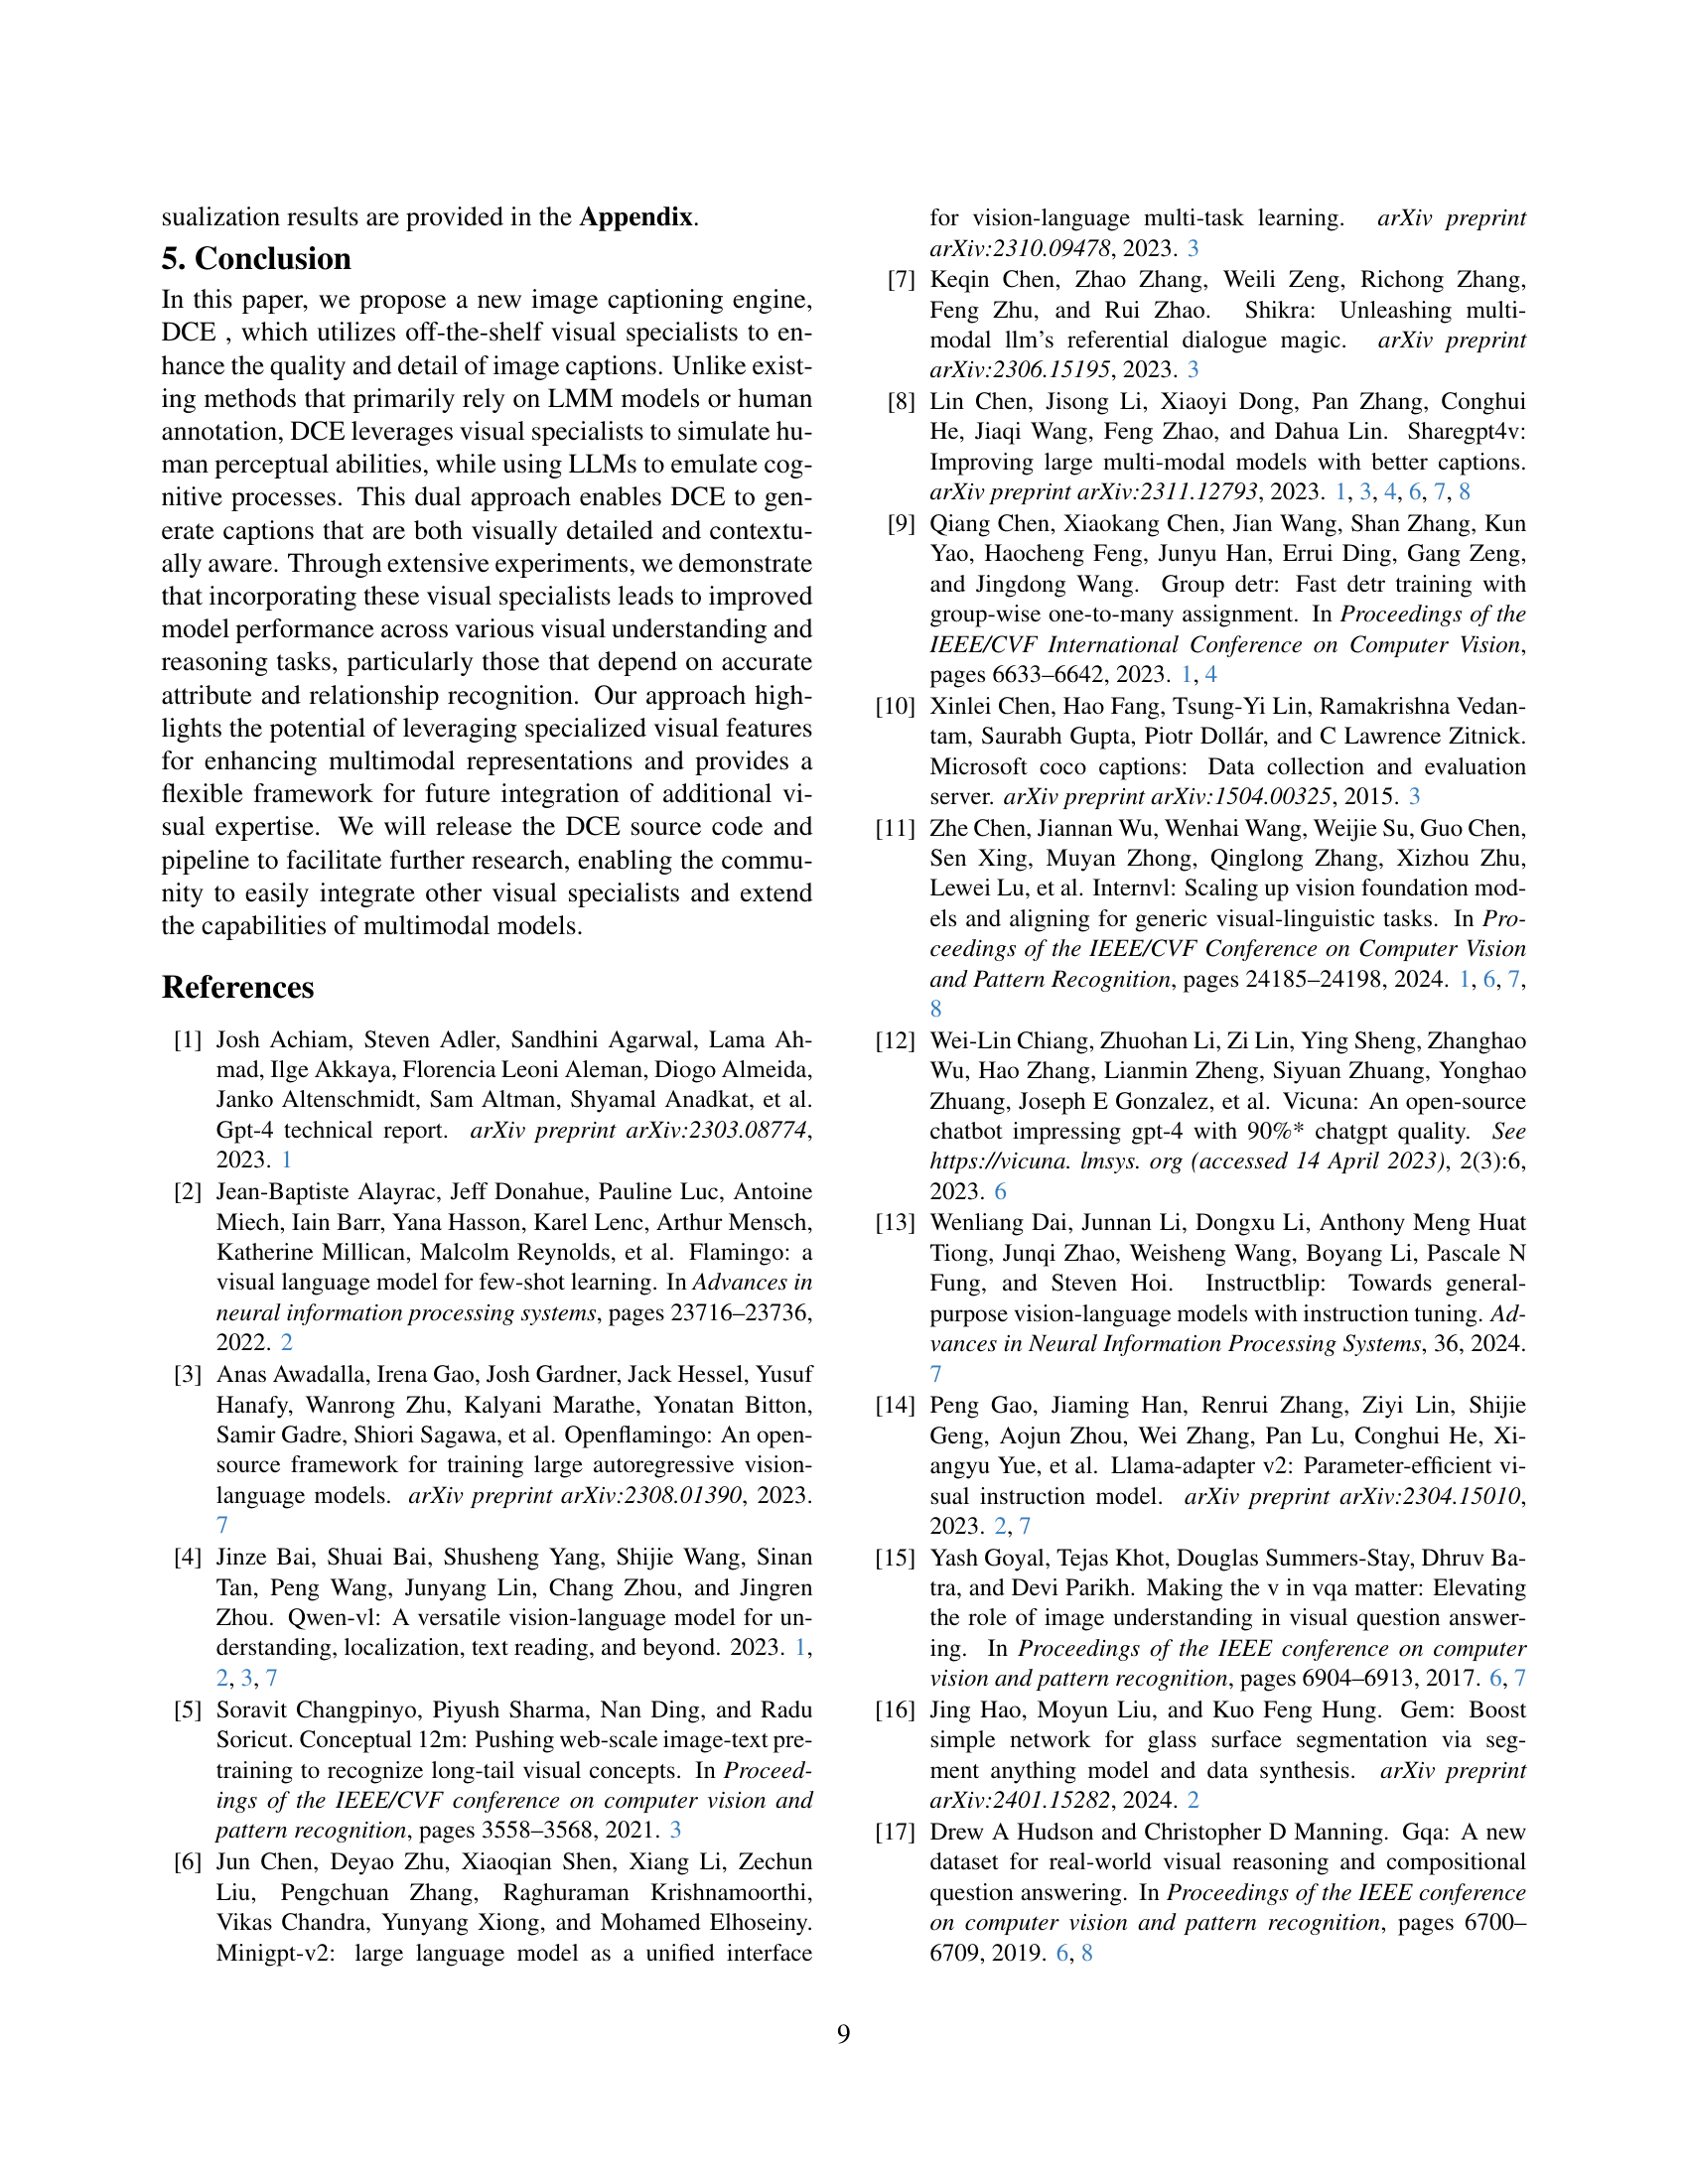 sualization results are provided in the Appendix.
5. Conclusion
In this paper, we propose a new image captioning engine,
DCE , which utilizes off-the-shelf visual specialists to en-
hance the quality and detail of image captions. Unlike exist-
ing methods that primarily rely on LMM models or human
annotation, DCE leverages visual specialists to simulate hu-
man perceptual abilities, while using LLMs to emulate cog-
nitive processes. This dual approach enables DCE to gen-
erate captions that are both visually detailed and contextu-
ally aware. Through extensive experiments, we demonstrate
that incorporating these visual specialists leads to improved
model performance across various visual understanding and
reasoning tasks, particularly those that depend on accurate
attribute and relationship recognition. Our approach high-
lights the potential of leveraging specialized visual features
for enhancing multimodal representations and provides a
flexible framework for future integration of additional vi-
sual expertise. We will release the DCE source code and
pipeline to facilitate further research, enabling the commu-
nity to easily integrate other visual specialists and extend
the capabilities of multimodal models.
References
[1] Josh Achiam, Steven Adler, Sandhini Agarwal, Lama Ah-
mad, Ilge Akkaya, Florencia Leoni Aleman, Diogo Almeida,
Janko Altenschmidt, Sam Altman, Shyamal Anadkat, et al.
Gpt-4 technical report. arXiv preprint arXiv:2303.08774,
2023. 1
[2] Jean-Baptiste Alayrac, Jeff Donahue, Pauline Luc, Antoine
Miech, Iain Barr, Yana Hasson, Karel Lenc, Arthur Mensch,
Katherine Millican, Malcolm Reynolds, et al. Flamingo: a
visual language model for few-shot learning. In Advances in
neural information processing systems, pages 23716–23736,
2022. 2
[3] Anas Awadalla, Irena Gao, Josh Gardner, Jack Hessel, Yusuf
Hanafy, Wanrong Zhu, Kalyani Marathe, Yonatan Bitton,
Samir Gadre, Shiori Sagawa, et al. Openflamingo: An open-
source framework for training large autoregressive vision-
language models. arXiv preprint arXiv:2308.01390, 2023.
7
[4] Jinze Bai, Shuai Bai, Shusheng Yang, Shijie Wang, Sinan
Tan, Peng Wang, Junyang Lin, Chang Zhou, and Jingren
Zhou. Qwen-vl: A versatile vision-language model for un-
derstanding, localization, text reading, and beyond. 2023. 1,
2, 3, 7
[5] Soravit Changpinyo, Piyush Sharma, Nan Ding, and Radu
Soricut. Conceptual 12m: Pushing web-scale image-text pre-
training to recognize long-tail visual concepts. In Proceed-
ings of the IEEE/CVF conference on computer vision and
pattern recognition, pages 3558–3568, 2021. 3
[6] Jun Chen, Deyao Zhu, Xiaoqian Shen, Xiang Li, Zechun
Liu, Pengchuan Zhang, Raghuraman Krishnamoorthi,
Vikas Chandra, Yunyang Xiong, and Mohamed Elhoseiny.
Minigpt-v2: large language model as a unified interface
for vision-language multi-task learning. arXiv preprint
arXiv:2310.09478, 2023. 3
[7] Keqin Chen, Zhao Zhang, Weili Zeng, Richong Zhang,
Feng Zhu, and Rui Zhao. Shikra: Unleashing multi-
modal llm's referential dialogue magic. arXiv preprint
arXiv:2306.15195, 2023. 3
[8] Lin Chen, Jisong Li, Xiaoyi Dong, Pan Zhang, Conghui
He, Jiaqi Wang, Feng Zhao, and Dahua Lin. Sharegpt4v:
Improving large multi-modal models with better captions.
arXiv preprint arXiv:2311.12793, 2023. 1, 3, 4, 6, 7, 8
[9] Qiang Chen, Xiaokang Chen, Jian Wang, Shan Zhang, Kun
Yao, Haocheng Feng, Junyu Han, Errui Ding, Gang Zeng,
and Jingdong Wang. Group detr: Fast detr training with
group-wise one-to-many assignment. In Proceedings of the
IEEE/CVF International Conference on Computer Vision,
pages 6633–6642, 2023. 1, 4
[10] Xinlei Chen, Hao Fang, Tsung-Yi Lin, Ramakrishna Vedan-
tam, Saurabh Gupta, Piotr Dollár, and C Lawrence Zitnick.
Microsoft coco captions: Data collection and evaluation
server. arXiv preprint arXiv:1504.00325, 2015. 3
[11] Zhe Chen, Jiannan Wu, Wenhai Wang, Weijie Su, Guo Chen,
Sen Xing, Muyan Zhong, Qinglong Zhang, Xizhou Zhu,
Lewei Lu, et al. Internvl: Scaling up vision foundation mod-
els and aligning for generic visual-linguistic tasks. In Pro-
ceedings of the IEEE/CVF Conference on Computer Vision
and Pattern Recognition, pages 24185–24198, 2024. 1, 6, 7,
8
[12] Wei-Lin Chiang, Zhuohan Li, Zi Lin, Ying Sheng, Zhanghao
Wu, Hao Zhang, Lianmin Zheng, Siyuan Zhuang, Yonghao
Zhuang, Joseph E Gonzalez, et al. Vicuna: An open-source
chatbot impressing gpt-4 with 90%* chatgpt quality. See
https://vicuna. lmsys. org (accessed 14 April 2023), 2(3):6,
2023. 6
[13] Wenliang Dai, Junnan Li, Dongxu Li, Anthony Meng Huat
Tiong, Junqi Zhao, Weisheng Wang, Boyang Li, Pascale N
Fung, and Steven Hoi. Instructblip: Towards general-
purpose vision-language models with instruction tuning. Ad-
vances in Neural Information Processing Systems, 36, 2024.
7
[14] Peng Gao, Jiaming Han, Renrui Zhang, Ziyi Lin, Shijie
Geng, Aojun Zhou, Wei Zhang, Pan Lu, Conghui He, Xi-
angyu Yue, et al. Llama-adapter v2: Parameter-efficient vi-
sual instruction model. arXiv preprint arXiv:2304.15010,
2023. 2, 7
[15] Yash Goyal, Tejas Khot, Douglas Summers-Stay, Dhruv Ba-
tra, and Devi Parikh. Making the v in vqa matter: Elevating
the role of image understanding in visual question answer-
ing. In Proceedings of the IEEE conference on computer
vision and pattern recognition, pages 6904–6913, 2017. 6, 7
[16] Jing Hao, Moyun Liu, and Kuo Feng Hung. Gem: Boost
simple network for glass surface segmentation via seg-
ment anything model and data synthesis. arXiv preprint
arXiv:2401.15282, 2024. 2
[17] Drew A Hudson and Christopher D Manning. Gqa: A new
dataset for real-world visual reasoning and compositional
question answering. In Proceedings of the IEEE conference
on computer vision and pattern recognition, pages 6700–
6709, 2019. 6, 8
9